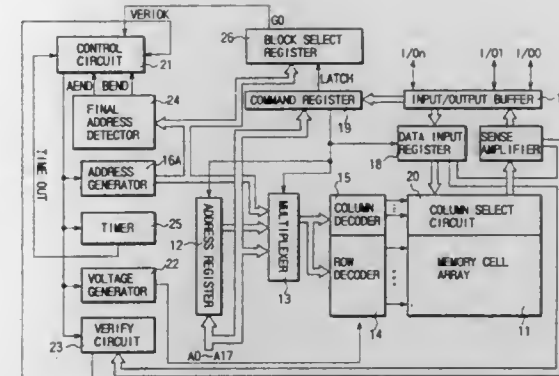 VERIOK
GO
CONTROL
CIRCUIT
21
26
BLOCK SELECT
REGISTER
I/On
I/O1
I/O0
AEND
BEND
LATCH
FINAL
ADDRESS
DETECTOR
24
COMMAND REGISTER
19
INPUT/OUTPUT BUFFER
DATA INPUT
REGISTER
18
SENSE
AMPLIFIER
TIME OUT
16A
ADDRESS
GENERATOR
TIMER
25
VOLTAGE
GENERATOR
22
VERIFY
CIRCUIT
23
ADDRESS REGISTER
12
MULTIPLEXER
13
15
COLUMN
DECODER
ROW
DECODER
14
20
COLUMN SELECT
CIRCUIT
MEMORY CELL
ARRAY
11
A0~A17